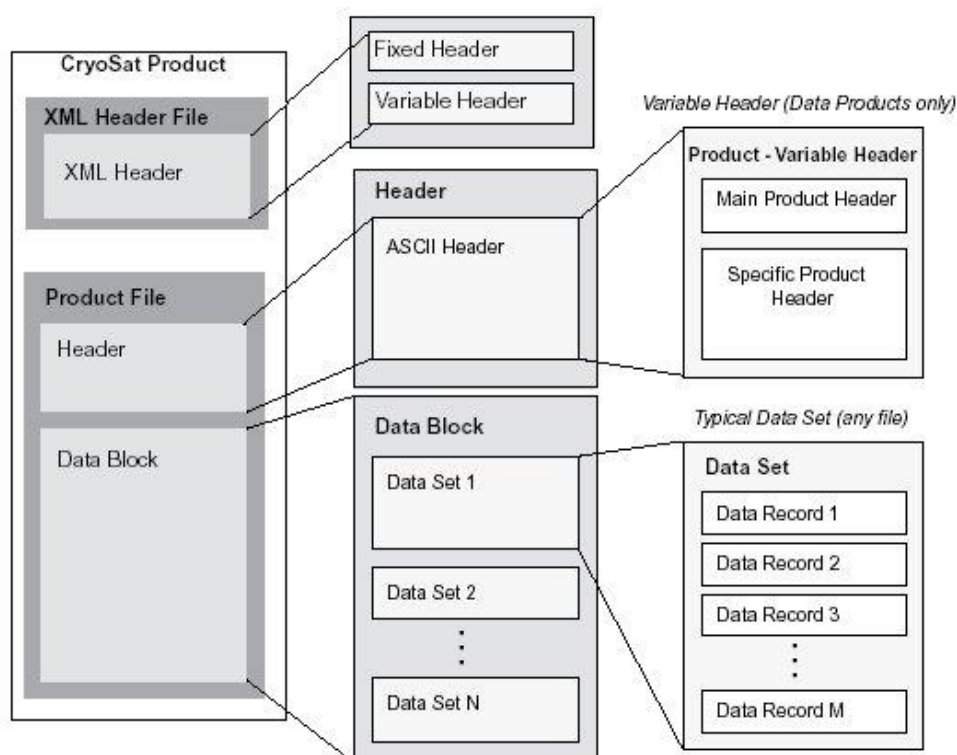 CryoSat Product
XML Header File
XML Header
Product File
Header
Data Block
Fixed Header
Variable Header
Header
ASCII Header
Data Block
Data Set 1
Data Set 2
Data Set N
Variable Header (Data Products only)
Product - Variable Header
Main Product Header
Specific Product
Header
Typical Data Set (any file)
Data Set
Data Record 1
Data Record 2
Data Record 3
Data Record M